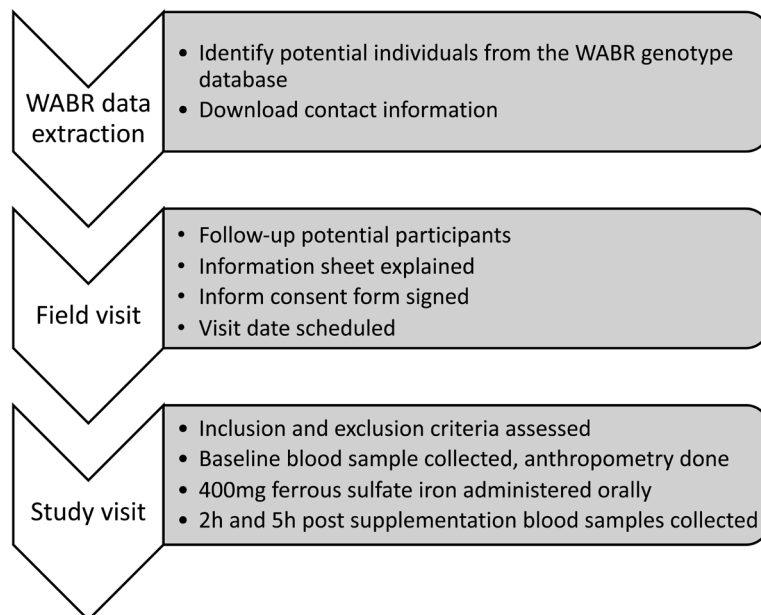 WABR data
extraction
• Identify potential individuals from the WABR genotype
database
• Download contact information
Field visit
• Follow-up potential participants
• Information sheet explained
• Inform consent form signed
• Visit date scheduled
Study visit
• Inclusion and exclusion criteria assessed
• Baseline blood sample collected, anthropometry done
• 400mg ferrous sulfate iron administered orally
• 2h and 5h post supplementation blood samples collected